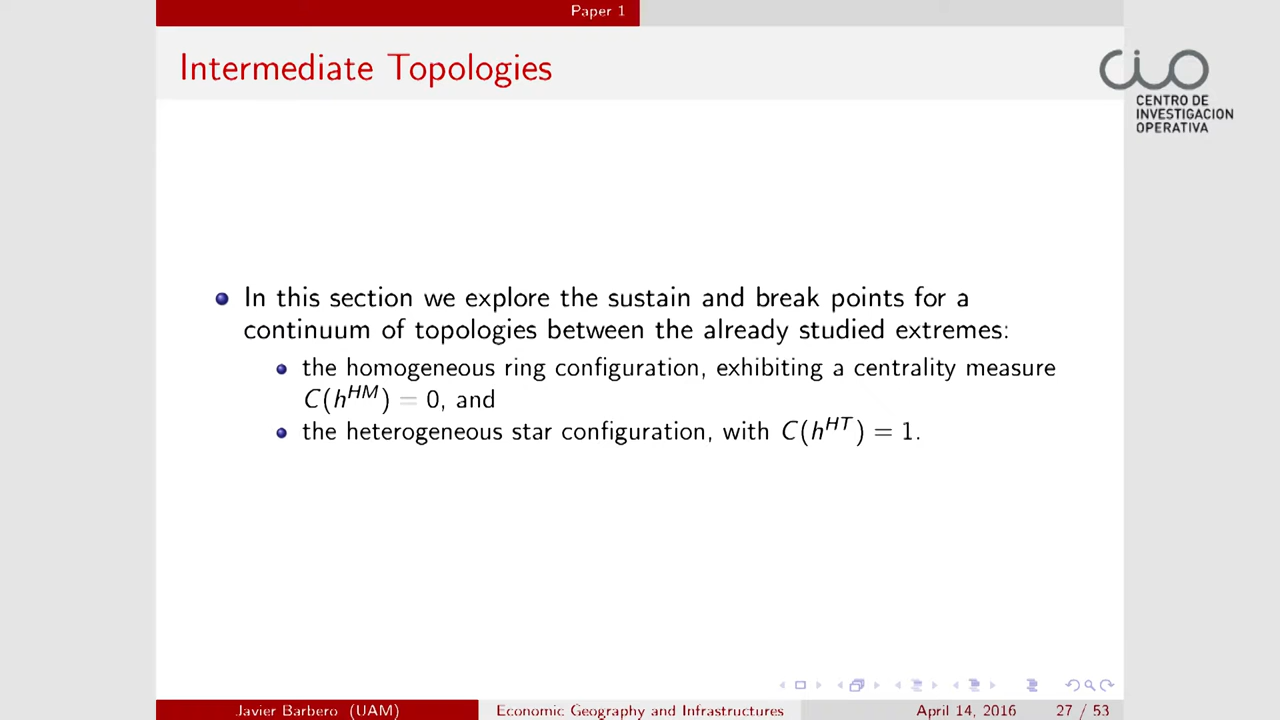 Paper 1
Intermediate Topologies
CIO
CENTRO DE
INVESTIGACION
OPERATIVA
In this section we explore the sustain and break points for a
continuum of topologies between the already studied extremes:
the homogeneous ring configuration, exhibiting a centrality measure
C(h^HM) = 0, and
the heterogeneous star configuration, with C(h^HT) = 1.
Javier Barbero (UAM)
Economic Geography and Infrastructures
April 14, 2016
27 / 53